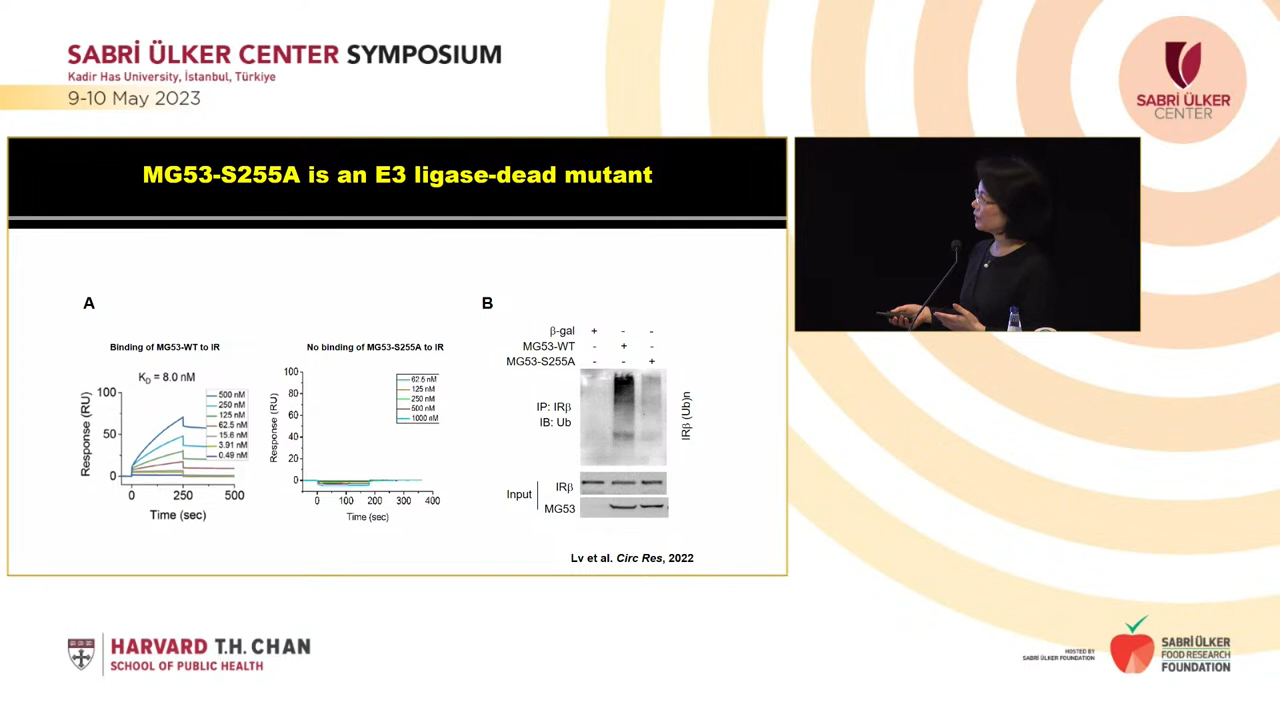 SABRİ ÜLKER CENTER SYMPOSIUM
Kadir Has University, İstanbul, Türkiye
9-10 May 2023
SABRİ ÜLKER
CENTER
MG53-S255A is an E3 ligase-dead mutant
A
Binding of MG53-WT to IR
KD = 8.0 nM
Response (RU)
100
50
0
500 nM
250 nM
125 nM
62.5 nM
15.6 nM
3.91 nM
0.49 nM
0 250 500
Time (sec)
No binding of MG53-S255A to IR
Response (RU)
100
80
60
40
20
0
62.5 nM
125 nM
250 nM
500 nM
1000 nM
0 100 200 300 400
Time (sec)
B
β-gal + - -
MG53-WT - + -
MG53-S255A - - +
IP: IRβ
IB: Ub
IRβ (Ub)n
Input
IRβ
MG53
Lv et al. Circ Res, 2022
HARVARD T.H. CHAN
SCHOOL OF PUBLIC HEALTH
HOSTED BY
SABRİ ÜLKER FOUNDATION
SABRİ ÜLKER
FOOD RESEARCH
FOUNDATION